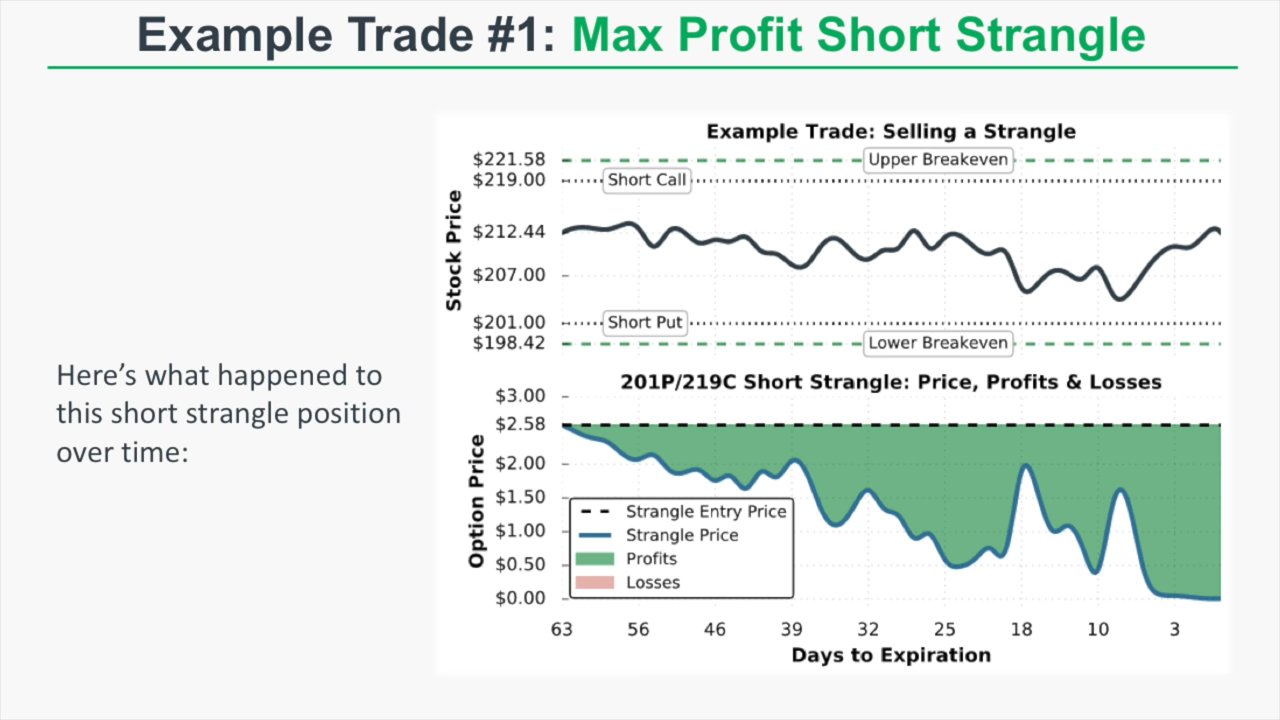 Example Trade #1: Max Profit Short Strangle
Here’s what happened to
this short strangle position
over time:
Example Trade: Selling a Strangle
Stock Price
$221.58
$219.00
$212.44
$207.00
$201.00
$198.42
Upper Breakeven
Short Call
Short Put
Lower Breakeven
201P/219C Short Strangle: Price, Profits & Losses
Option Price
$3.00
$2.58
$2.00
$1.50
$1.00
$0.50
$0.00
Strangle Entry Price
Strangle Price
Profits
Losses
63 56 46 39 32 25 18 10 3
Days to Expiration